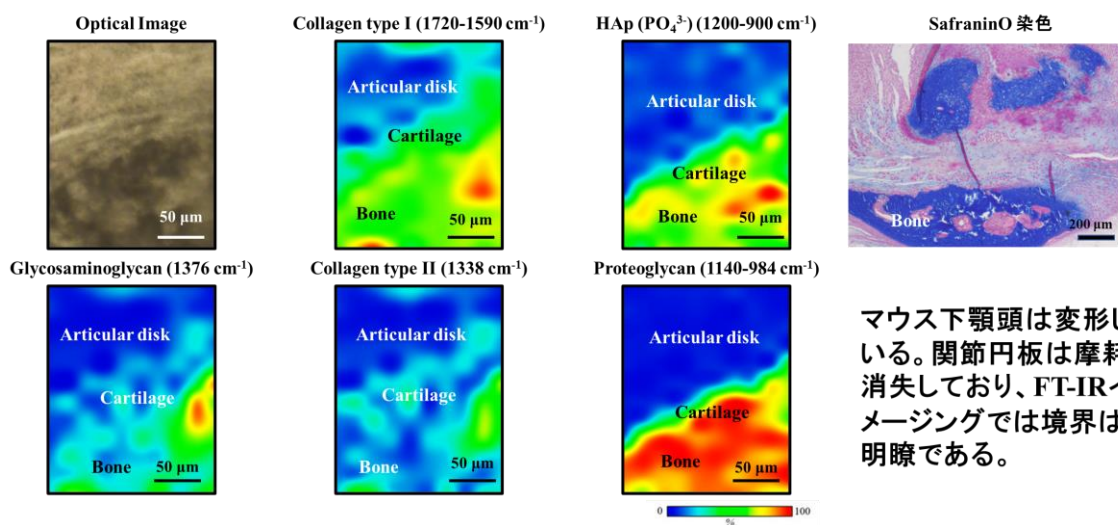 Optical Image
50 μm
Collagen type I (1720-1590 cm⁻¹)
Articular disk
Cartilage
Bone
50 μm
HAp (PO₄³⁻) (1200-900 cm⁻¹)
Articular disk
Cartilage
Bone
50 μm
SafraninO 染色
Bone
200 μm
Glycosaminoglycan (1376 cm⁻¹)
Articular disk
Cartilage
Bone
50 μm
Collagen type II (1338 cm⁻¹)
Articular disk
Cartilage
Bone
50 μm
Proteoglycan (1140-984 cm⁻¹)
Articular disk
Cartilage
Bone
50 μm
0 100
%
マウス下顎頭は変形し
いる。関節円板は摩耗
消失しており、FT-IRイ
メージングでは境界は
明瞭である。